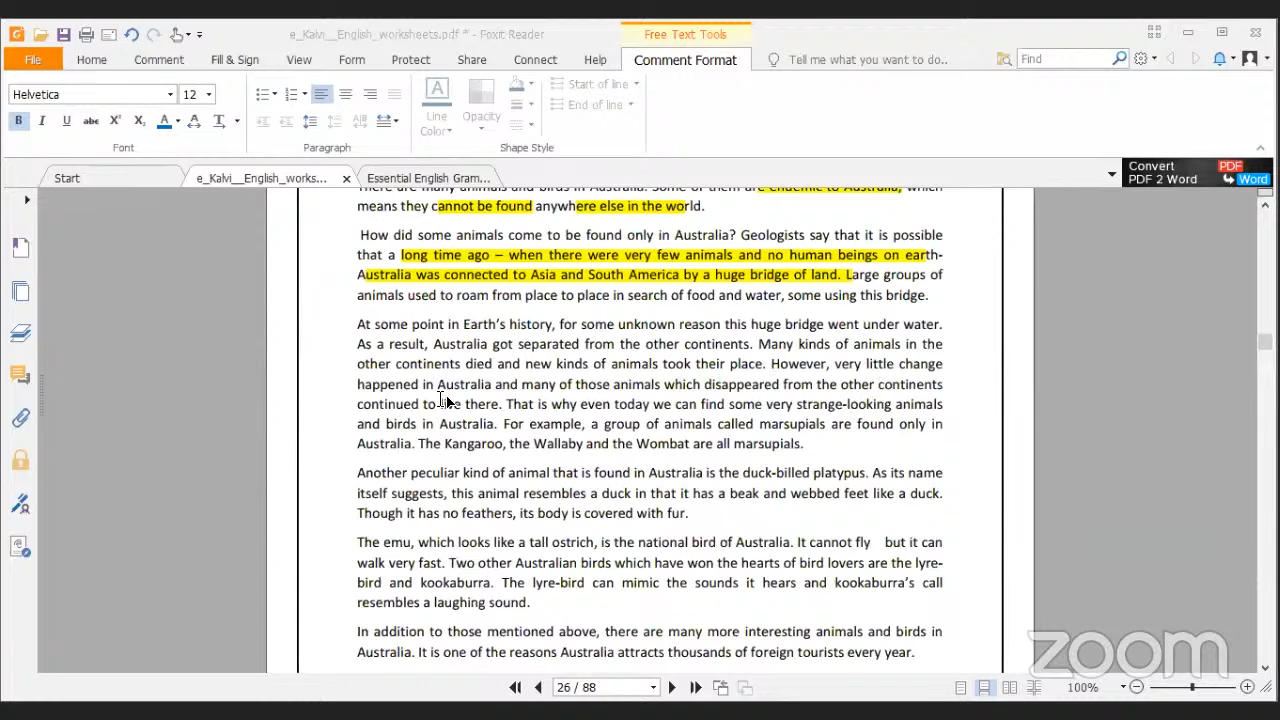 e_Kalvi__English_worksheets.pdf * - Foxit Reader
Free Text Tools
File
Home
Comment
Fill & Sign
View
Form
Protect
Share
Connect
Help
Comment Format
Tell me what you want to do..
Find
Helvetica
12
Line Color
Opacity
Start of line
End of line
Font
Paragraph
Shape Style
Start
e_Kalvi__English_works...
Essential English Gram...
Convert PDF
PDF 2 Word Word
There are many animals and birds in Australia. Some of them are endemic to Australia, which
means they cannot be found anywhere else in the world.
How did some animals come to be found only in Australia? Geologists say that it is possible
that a long time ago – when there were very few animals and no human beings on earth-
Australia was connected to Asia and South America by a huge bridge of land. Large groups of
animals used to roam from place to place in search of food and water, some using this bridge.
At some point in Earth's history, for some unknown reason this huge bridge went under water.
As a result, Australia got separated from the other continents. Many kinds of animals in the
other continents died and new kinds of animals took their place. However, very little change
happened in Australia and many of those animals which disappeared from the other continents
continued to there. That is why even today we can find some very strange-looking animals
and birds in Australia. For example, a group of animals called marsupials are found only in
Australia. The Kangaroo, the Wallaby and the Wombat are all marsupials.
Another peculiar kind of animal that is found in Australia is the duck-billed platypus. As its name
itself suggests, this animal resembles a duck in that it has a beak and webbed feet like a duck.
Though it has no feathers, its body is covered with fur.
The emu, which looks like a tall ostrich, is the national bird of Australia. It cannot fly but it can
walk very fast. Two other Australian birds which have won the hearts of bird lovers are the lyre-
bird and kookaburra. The lyre-bird can mimic the sounds it hears and kookaburra's call
resembles a laughing sound.
In addition to those mentioned above, there are many more interesting animals and birds in
Australia. It is one of the reasons Australia attracts thousands of foreign tourists every year.
zoom
26 / 88
100%